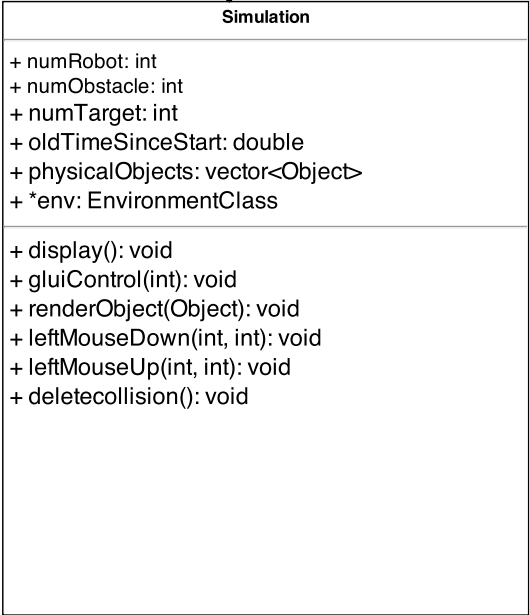 Simulation
+ numRobot: int
+ numObstacle: int
+ numTarget: int
+ oldTimeSinceStart: double
+ physicalObjects: vector<Object>
+ *env: EnvironmentClass
+ display(): void
+ gluiControl(int): void
+ renderObject(Object): void
+ leftMouseDown(int, int): void
+ leftMouseUp(int, int): void
+ deletecollision(): void